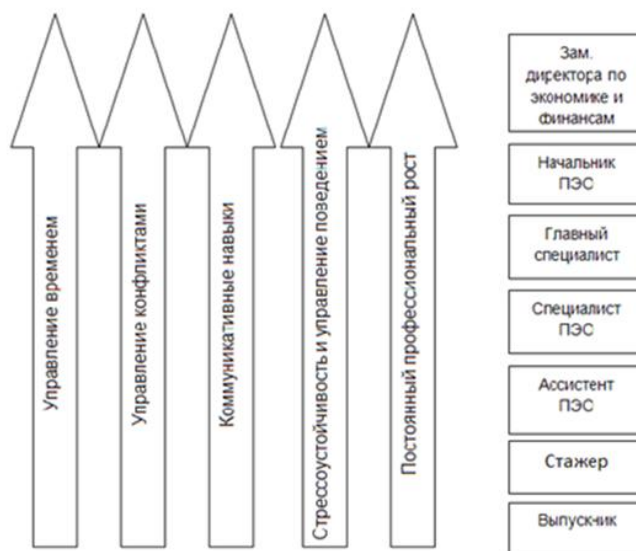 Управление временем
Управление конфликтами
Коммуникативные навыки
Стрессоустойчивость и управление поведением
Постоянный профессиональный рост
Зам.
директора по
экономике и
финансам
Начальник
ПЭС
Главный
специалист
Специалист
ПЭС
Ассистент
ПЭС
Стажер
Выпускник